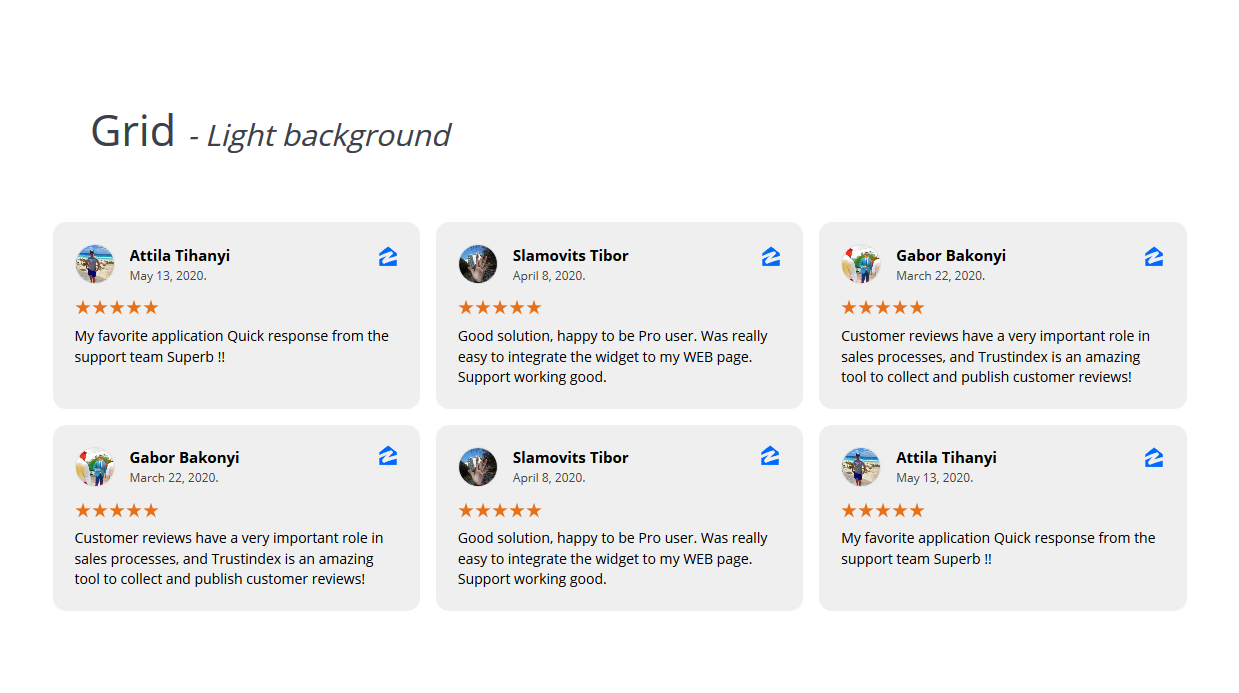 Grid - Light background
Attila Tihanyi
May 13, 2020.
My favorite application Quick response from the
support team Superb !!
Slamovits Tibor
April 8, 2020.
Good solution, happy to be Pro user. Was really
easy to integrate the widget to my WEB page.
Support working good.
Gabor Bakonyi
March 22, 2020.
Customer reviews have a very important role in
sales processes, and Trustindex is an amazing
tool to collect and publish customer reviews!
Gabor Bakonyi
March 22, 2020.
Customer reviews have a very important role in
sales processes, and Trustindex is an amazing
tool to collect and publish customer reviews!
Slamovits Tibor
April 8, 2020.
Good solution, happy to be Pro user. Was really
easy to integrate the widget to my WEB page.
Support working good.
Attila Tihanyi
May 13, 2020.
My favorite application Quick response from the
support team Superb !!